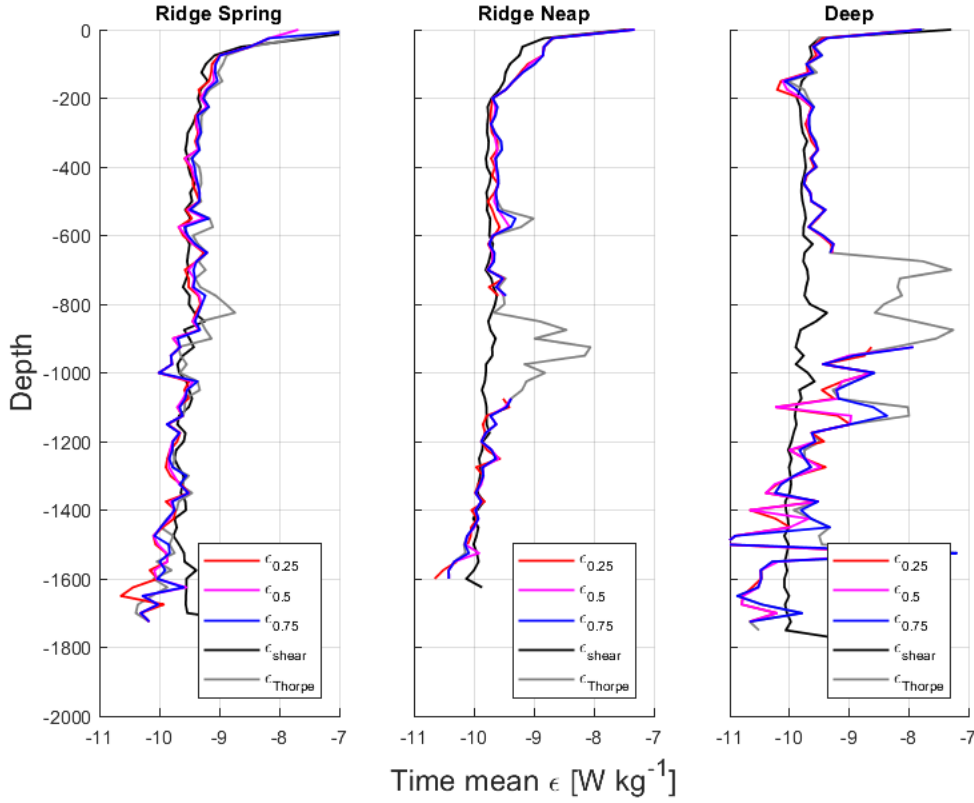 Ridge Spring Ridge Neap Deep
0
-200
-400
-600
-800
-1000
-1200
-1400
-1600
-1800
-2000
Depth
ϵ0.25 ϵ0.25 ϵ0.25
ϵ0.5 ϵ0.5 ϵ0.5
ϵ0.75 ϵ0.75 ϵ0.75
ϵshear ϵshear ϵshear
ϵThorpe ϵThorpe ϵThorpe
-11 -10 -9 -8 -7 -11 -10 -9 -8 -7 -11 -10 -9 -8 -7
Time mean ϵ [W kg⁻¹]